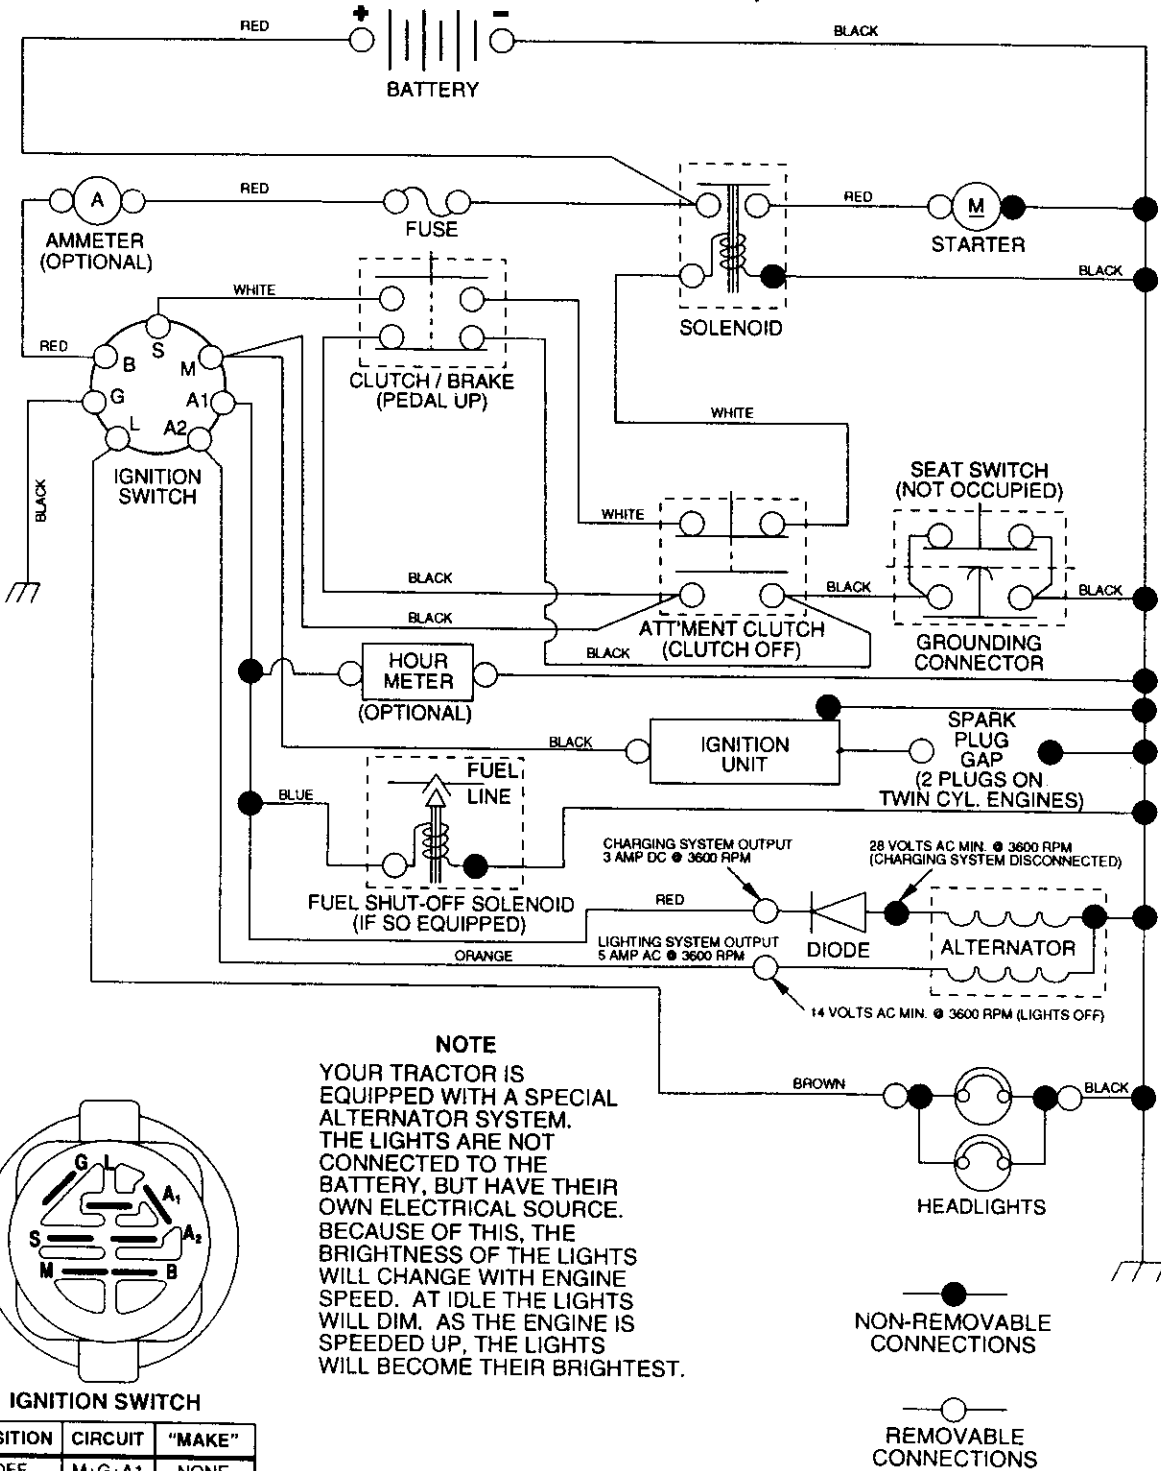 +
-
RED
BLACK
BATTERY
A
RED
FUSE
AMMETER
(OPTIONAL)
RED
M
STARTER
BLACK
SOLENOID
WHITE
RED
S
B
M
G
A1
L
A2
IGNITION
SWITCH
BLACK
CLUTCH / BRAKE
(PEDAL UP)
WHITE
SEAT SWITCH
(NOT OCCUPIED)
WHITE
BLACK
BLACK
BLACK
BLACK
ATT'MENT CLUTCH
(CLUTCH OFF)
BLACK
GROUNDING
CONNECTOR
HOUR
METER
(OPTIONAL)
BLACK
IGNITION
UNIT
SPARK
PLUG
GAP
(2 PLUGS ON
TWIN CYL. ENGINES)
FUEL
LINE
BLUE
FUEL SHUT-OFF SOLENOID
(IF SO EQUIPPED)
CHARGING SYSTEM OUTPUT
3 AMP DC @ 3600 RPM
28 VOLTS AC MIN. @ 3600 RPM
(CHARGING SYSTEM DISCONNECTED)
RED
DIODE
ALTERNATOR
LIGHTING SYSTEM OUTPUT
5 AMP AC @ 3600 RPM
ORANGE
14 VOLTS AC MIN. @ 3600 RPM (LIGHTS OFF)
NOTE
YOUR TRACTOR IS
EQUIPPED WITH A SPECIAL
ALTERNATOR SYSTEM.
THE LIGHTS ARE NOT
CONNECTED TO THE
BATTERY, BUT HAVE THEIR
OWN ELECTRICAL SOURCE.
BECAUSE OF THIS, THE
BRIGHTNESS OF THE LIGHTS
WILL CHANGE WITH ENGINE
SPEED. AT IDLE THE LIGHTS
WILL DIM. AS THE ENGINE IS
SPEEDED UP, THE LIGHTS
WILL BECOME THEIR BRIGHTEST.
BROWN
BLACK
HEADLIGHTS
G
L
A1
S
A2
M
B
IGNITION SWITCH
SITION CIRCUIT "MAKE"
M+G+A1 NONE
NON-REMOVABLE
CONNECTIONS
REMOVABLE
CONNECTIONS